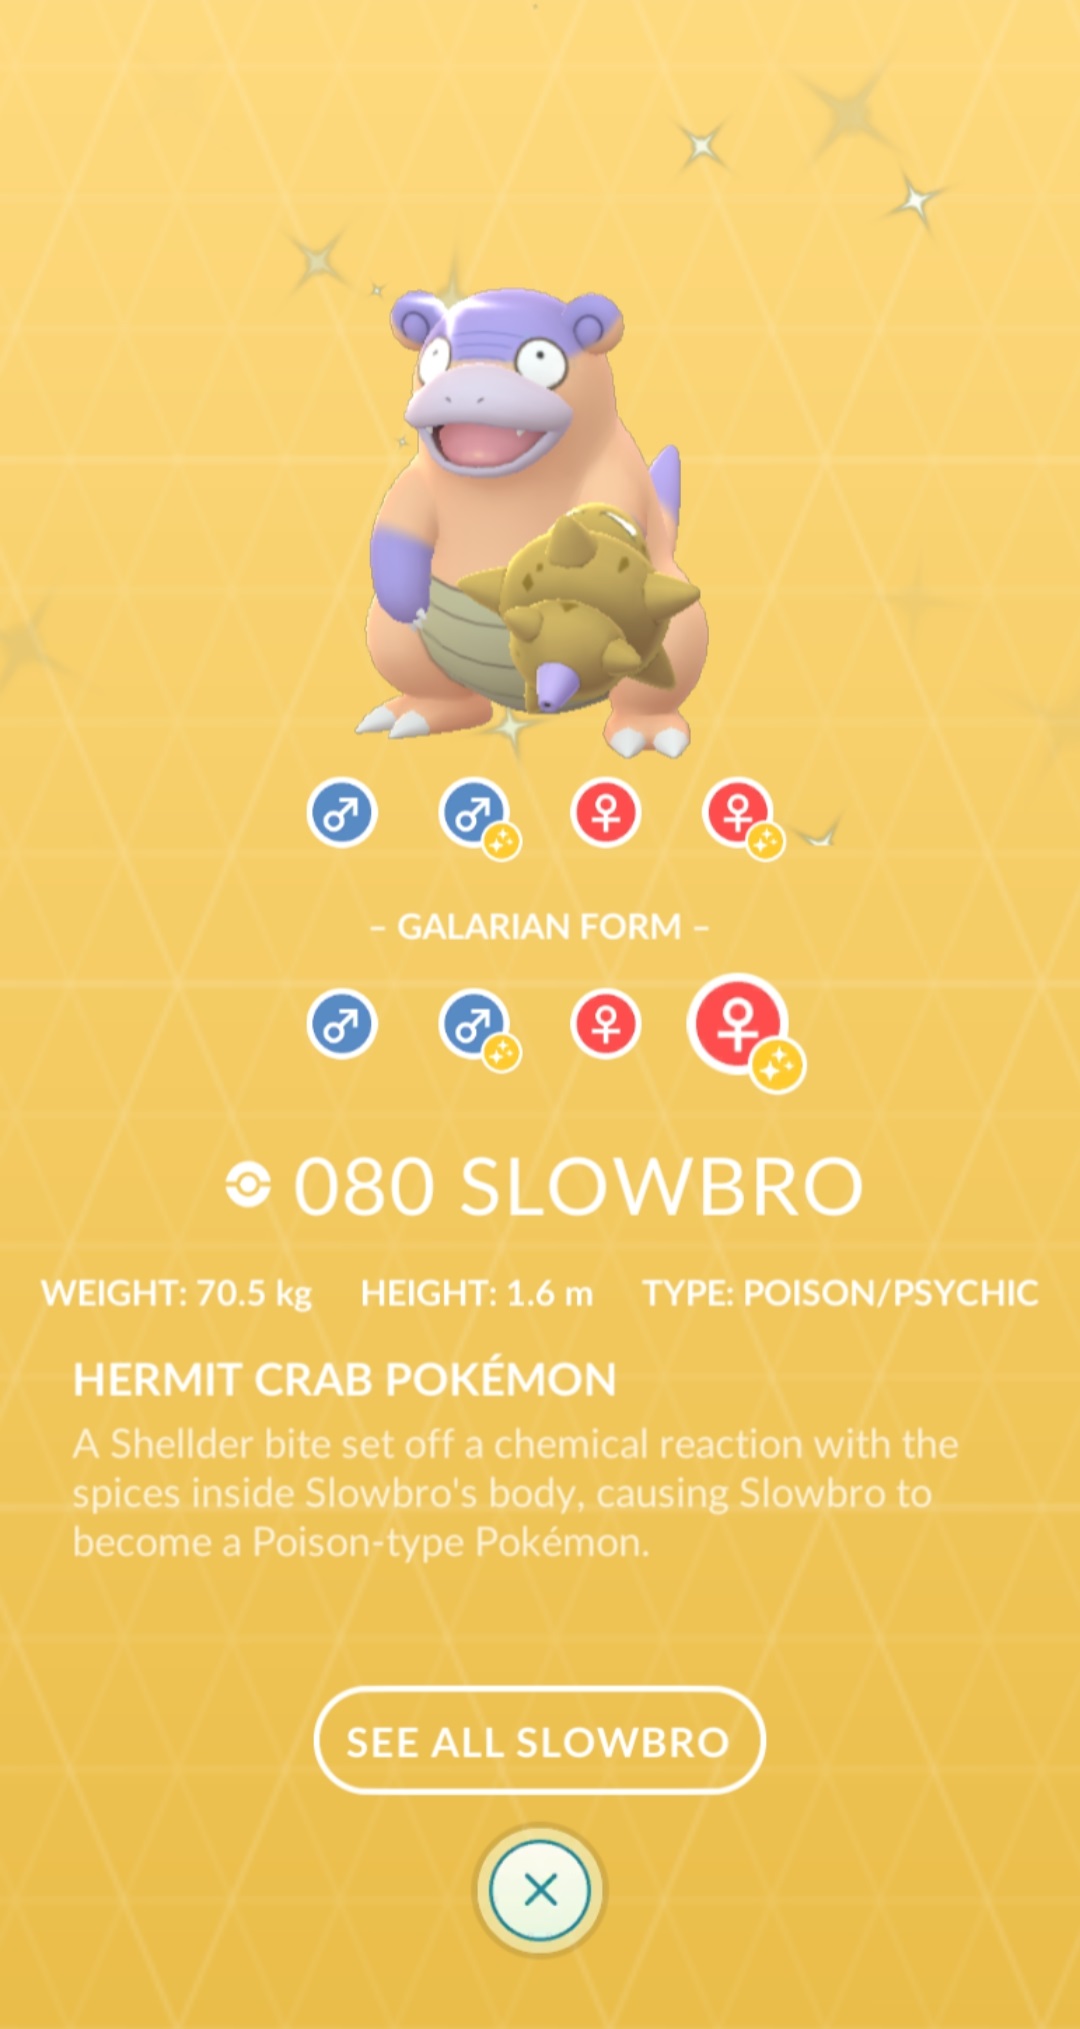 – GALARIAN FORM –
080 SLOWBRO
WEIGHT: 70.5 kg HEIGHT: 1.6 m TYPE: POISON/PSYCHIC
HERMIT CRAB POKÉMON
A Shellder bite set off a chemical reaction with the
spices inside Slowbro's body, causing Slowbro to
become a Poison-type Pokémon.
SEE ALL SLOWBRO